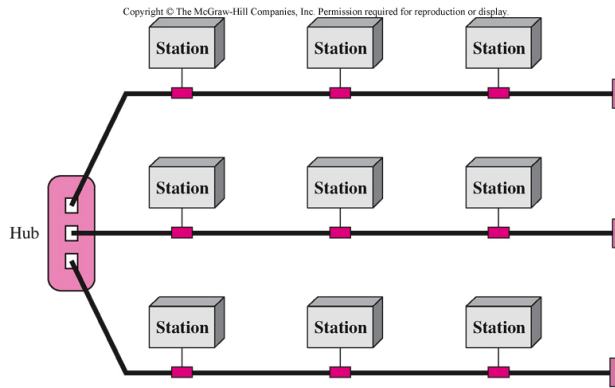 Copyright © The McGraw-Hill Companies, Inc. Permission required for reproduction or display.
Station Station Station
Station Station Station
Hub
Station Station Station